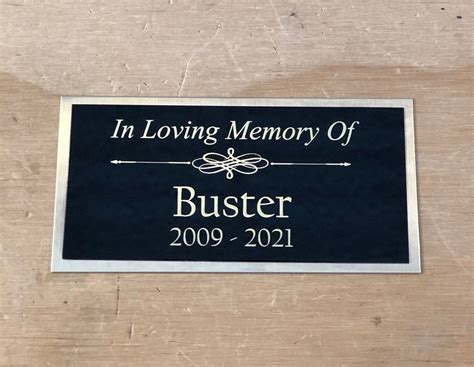 In Loving Memory Of
Buster
2009 - 2021